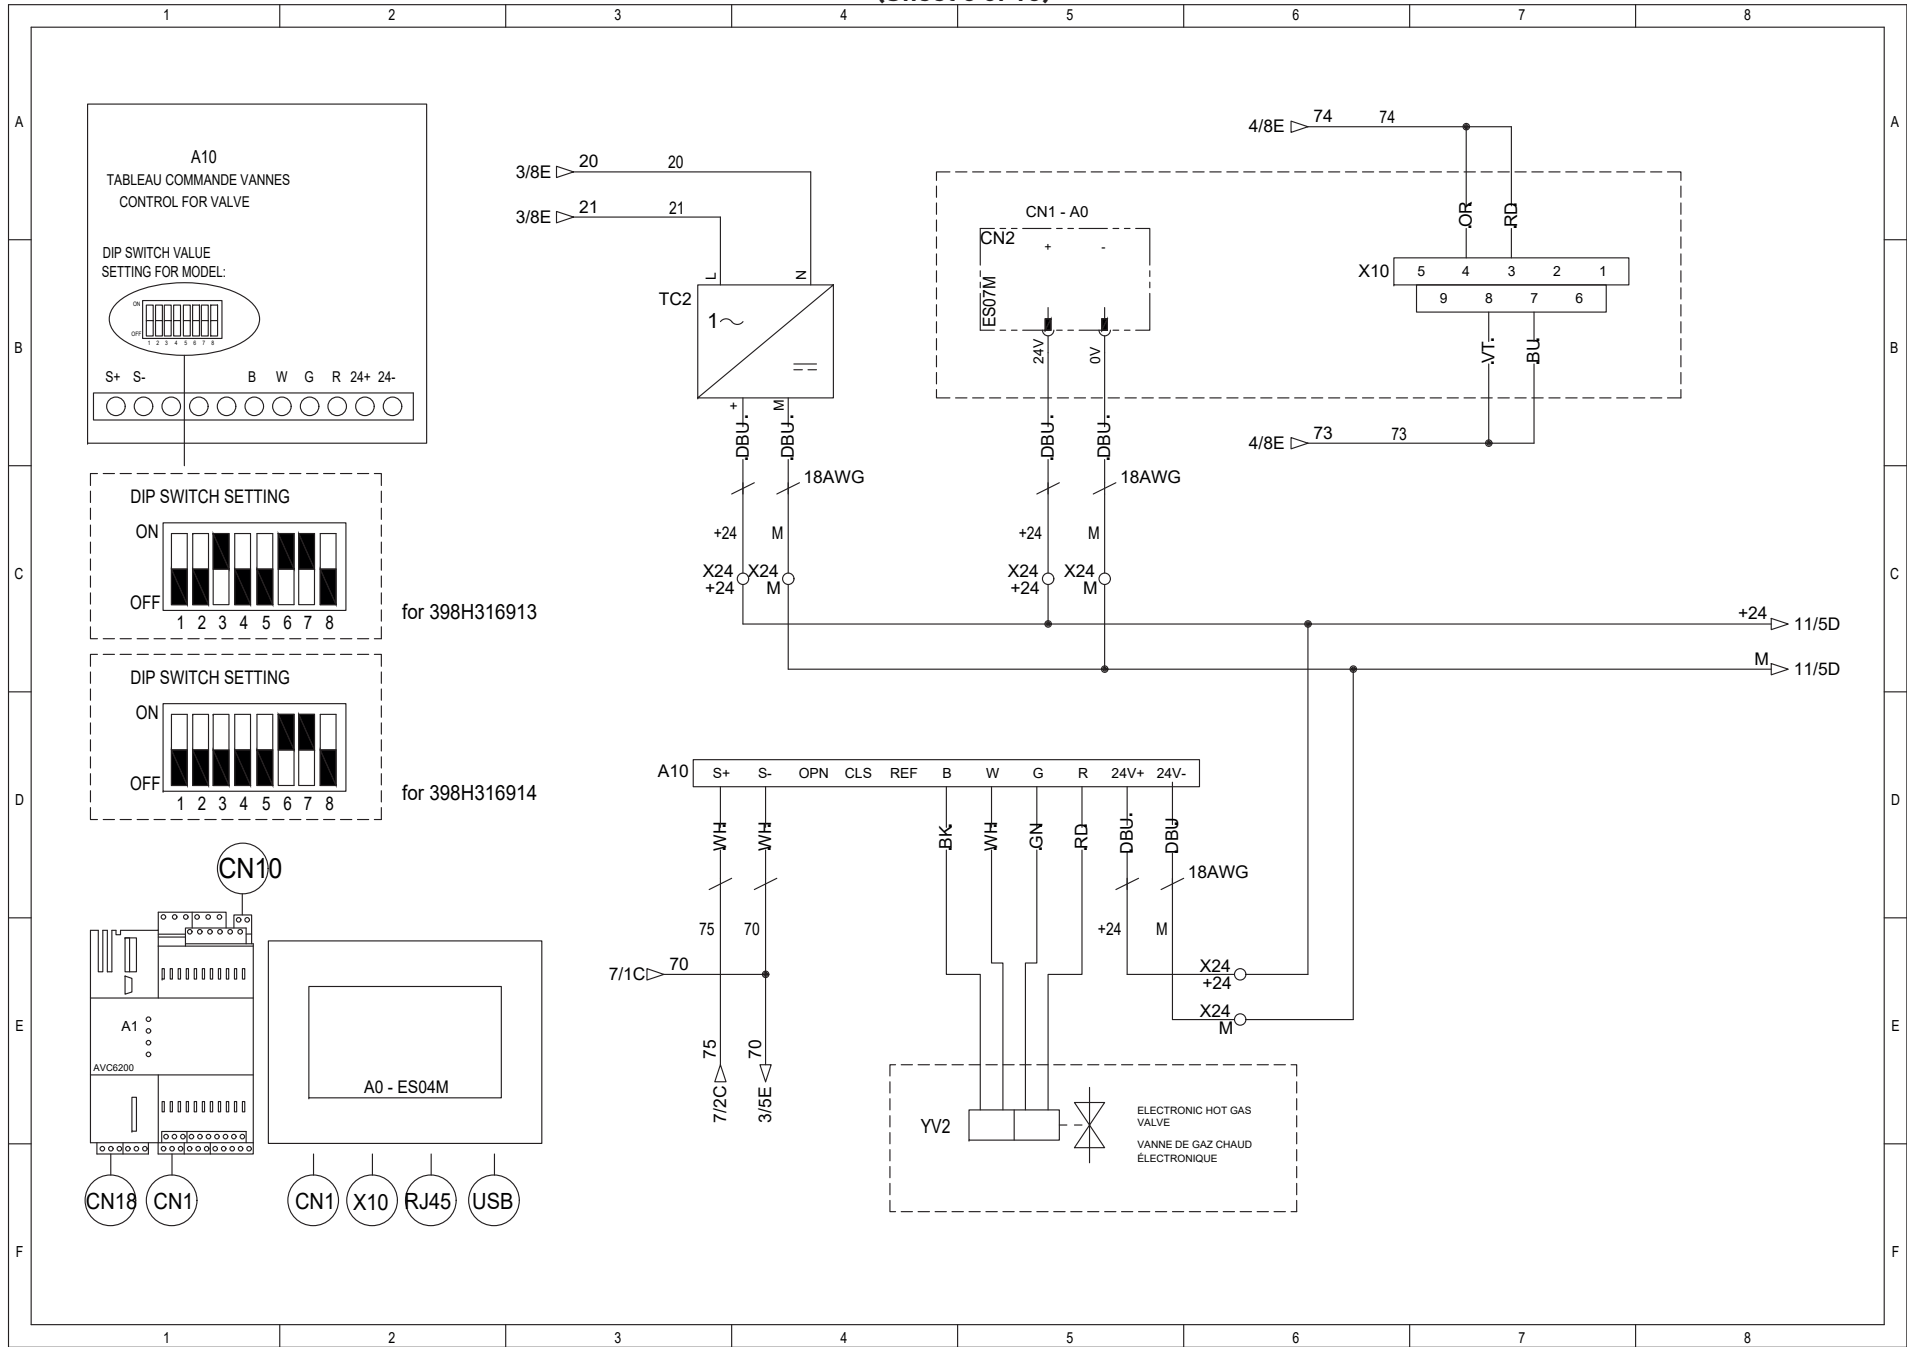 1 2 3 4 5 6 7 8
A A
B B
C C
D D
E E
F F
A10
TABLEAU COMMANDE VANNES
CONTROL FOR VALVE
DIP SWITCH VALUE
SETTING FOR MODEL:
ON
OFF
1 2 3 4 5 6 7 8
S+ S- B W G R 24+ 24-
DIP SWITCH SETTING
ON
OFF
1 2 3 4 5 6 7 8
for 398H316913
DIP SWITCH SETTING
ON
OFF
1 2 3 4 5 6 7 8
for 398H316914
CN10
A1
AVC6200
A0 - ES04M
CN18 CN1 CN1 X10 RJ45 USB
3/8E 20 20
3/8E 21 21
L N
TC2
1
+ M
DBU. DBU.
18AWG
+24 M
X24 X24
+24 M
CN1 - A0
CN2
+ -
ES07M
24V 0V
DBU. DBU.
18AWG
+24 M
X24 X24
+24 M
4/8E 74 74
.OR. .RD.
X10 5 4 3 2 1
9 8 7 6
.VT. .BU.
4/8E 73 73
+24 11/5D
M 11/5D
A10 S+ S- OPN CLS REF B W G R 24V+ 24V-
.WH. .WH. .BK. .WH. .GN. .RD. DBU. DBU
18AWG
75 70 +24 M
7/1C 70
X24
+24
X24
M
75 70
7/2C 3/5E
YV2
ELECTRONIC HOT GAS
VALVE
VANNE DE GAZ CHAUD
ÉLECTRONIQUE
1 2 3 4 5 6 7 8